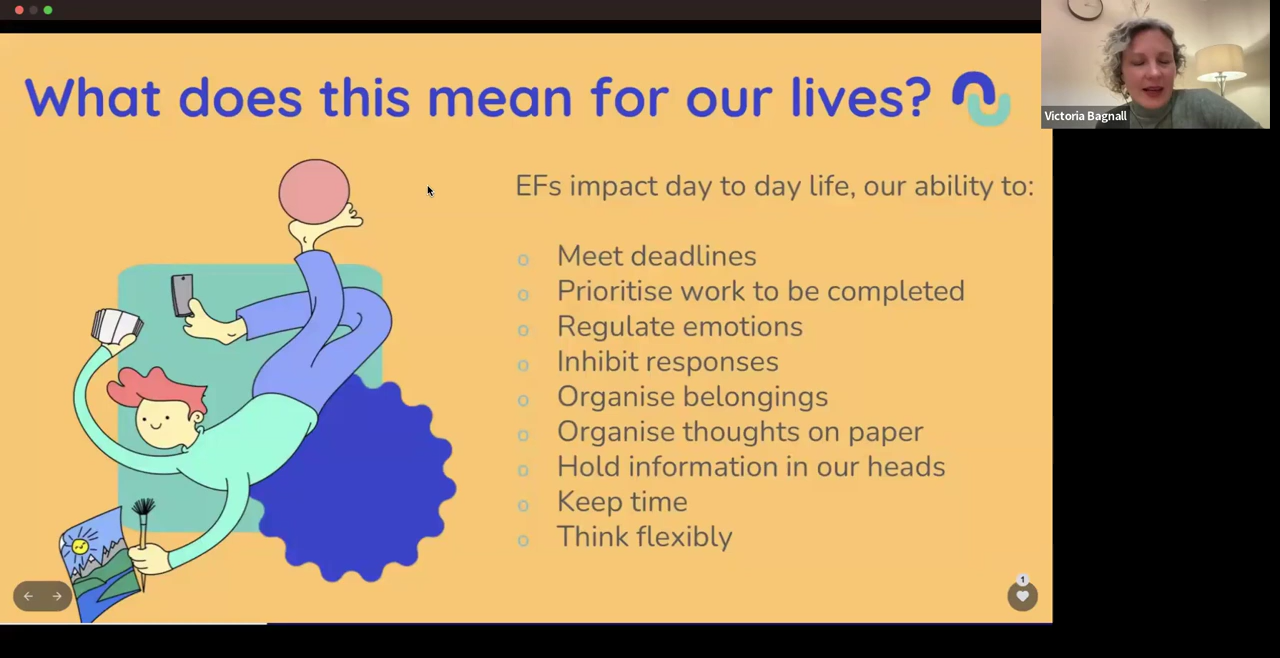 What does this mean for our lives?
Victoria Bagnall
EFs impact day to day life, our ability to:
o Meet deadlines
o Prioritise work to be completed
o Regulate emotions
o Inhibit responses
o Organise belongings
o Organise thoughts on paper
o Hold information in our heads
o Keep time
o Think flexibly
1